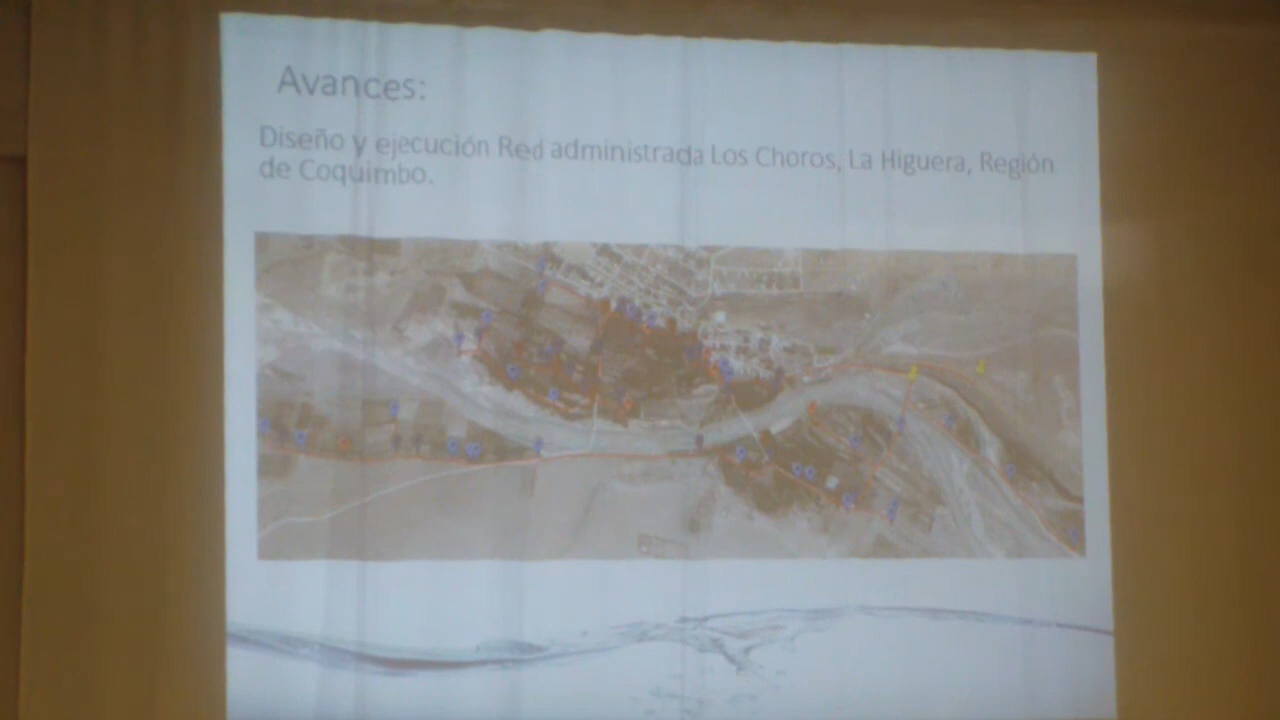 Avances:
Diseño y ejecución Red administrada Los Choros, La Higuera, Región
de Coquimbo.